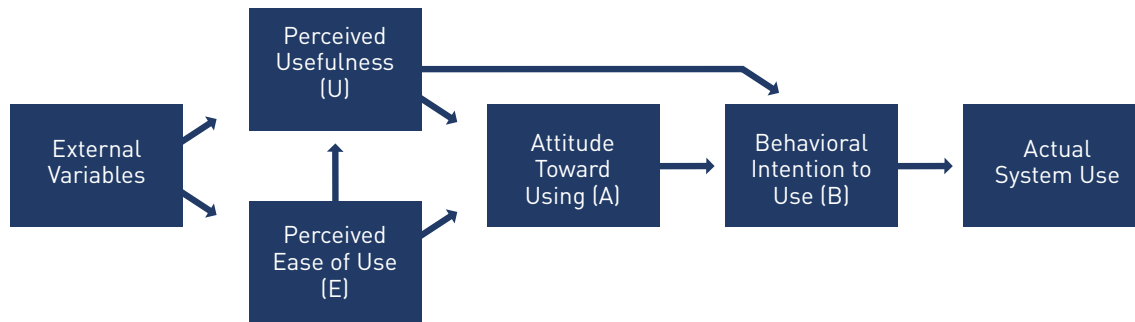 External
Variables
Perceived
Usefulness
(U)
Perceived
Ease of Use
(E)
Attitude
Toward
Using (A)
Behavioral
Intention to
Use (B)
Actual
System Use